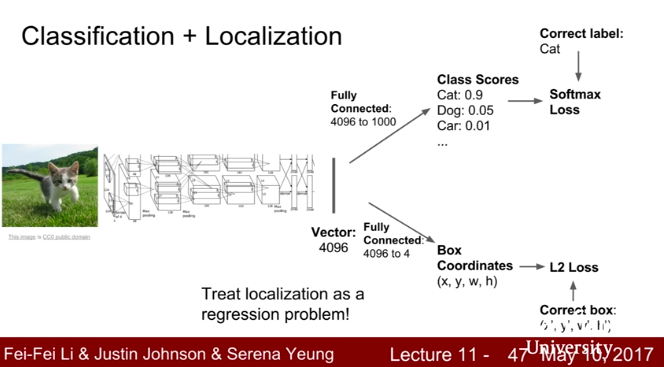 Classification + Localization
Correct label:
Cat
Class Scores
Cat: 0.9
Dog: 0.05
Car: 0.01
...
Softmax
Loss
Fully
Connected:
4096 to 1000
This image is CC0 public domain
Vector:
4096
Fully
Connected:
4096 to 4
Box
Coordinates
(x, y, w, h)
L2 Loss
Correct box:
Treat localization as a
regression problem!
Fei-Fei Li & Justin Johnson & Serena Yeung
Lecture 11 - 47 May 10, 2017
University